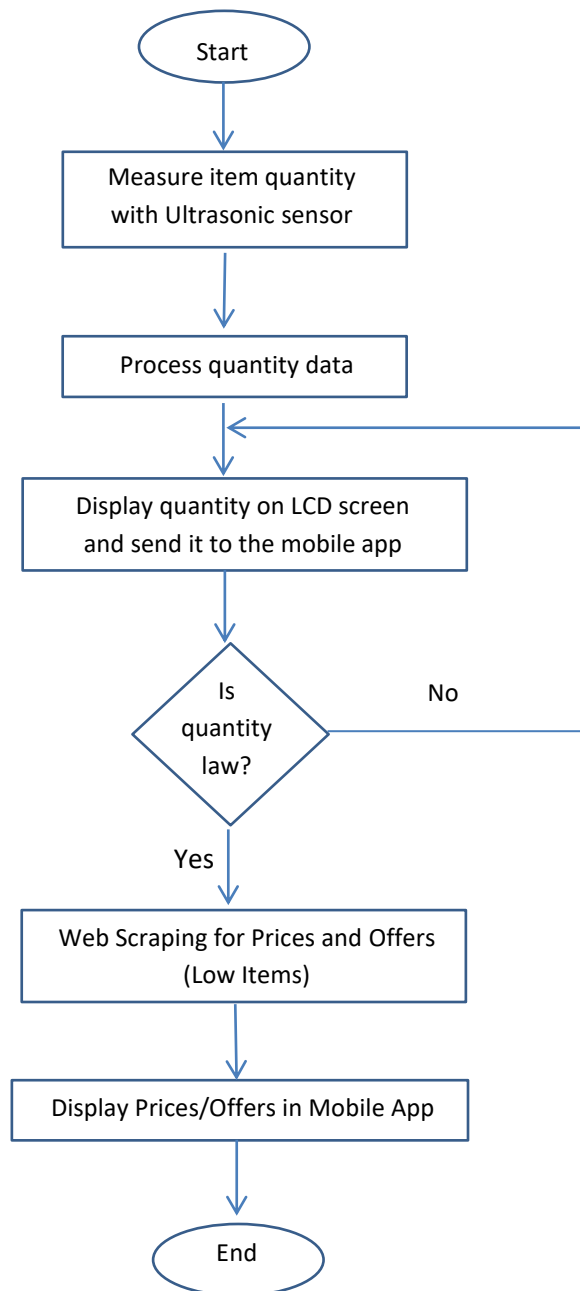 Start
Measure item quantity
with Ultrasonic sensor
Process quantity data
Display quantity on LCD screen
and send it to the mobile app
Is
quantity
law?
No
Yes
Web Scraping for Prices and Offers
(Low Items)
Display Prices/Offers in Mobile App
End